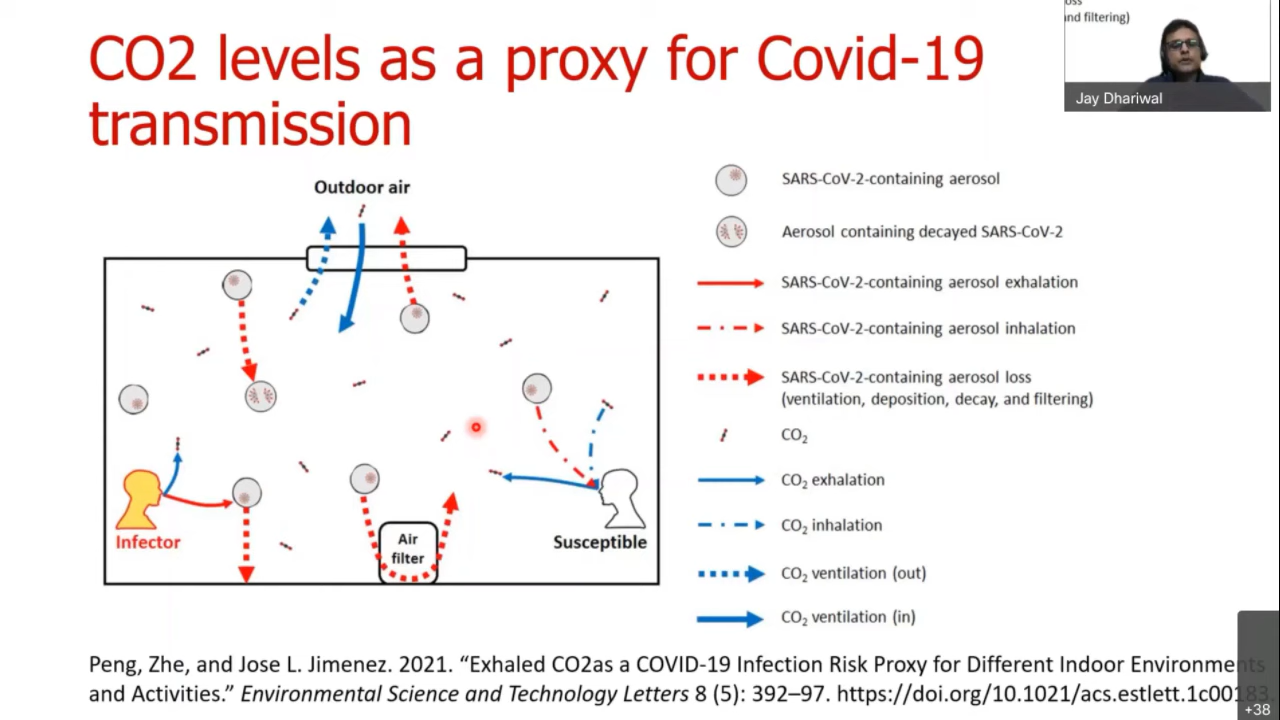 CO2 levels as a proxy for Covid-19
transmission
oss
and filtering)
Jay Dhariwal
Outdoor air
Infector
Air
filter
Susceptible
SARS-CoV-2-containing aerosol
Aerosol containing decayed SARS-CoV-2
SARS-CoV-2-containing aerosol exhalation
SARS-CoV-2-containing aerosol inhalation
SARS-CoV-2-containing aerosol loss
(ventilation, deposition, decay, and filtering)
CO₂
CO₂ exhalation
CO₂ inhalation
CO₂ ventilation (out)
CO₂ ventilation (in)
Peng, Zhe, and Jose L. Jimenez. 2021. “Exhaled CO2as a COVID-19 Infection Risk Proxy for Different Indoor Environments
and Activities.” Environmental Science and Technology Letters 8 (5): 392–97. https://doi.org/10.1021/acs.estlett.1c00183.
+38